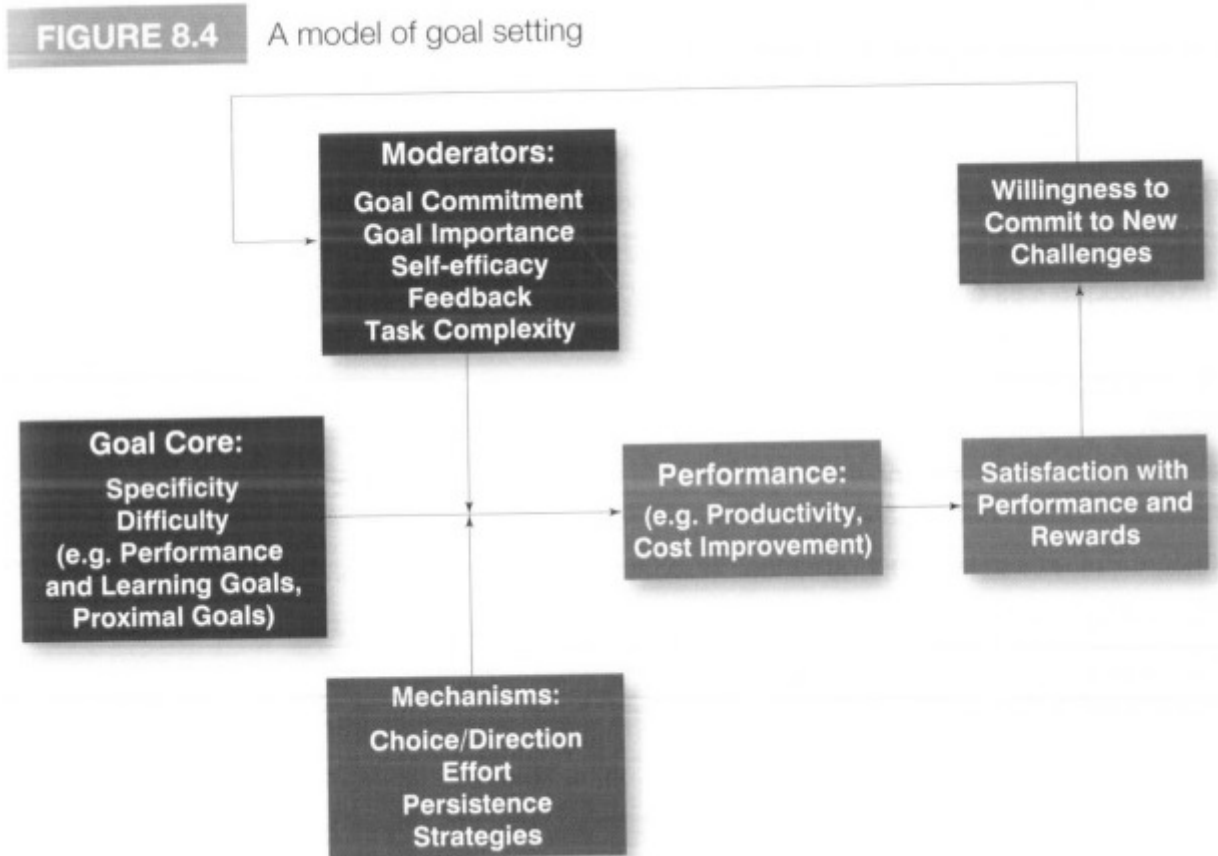 FIGURE 8.4 A model of goal setting
Moderators:
Goal Commitment
Goal Importance
Self-efficacy
Feedback
Task Complexity
Willingness to
Commit to New
Challenges
Goal Core:
Specificity
Difficulty
(e.g. Performance
and Learning Goals,
Proximal Goals)
Performance:
(e.g. Productivity,
Cost Improvement)
Satisfaction with
Performance and
Rewards
Mechanisms:
Choice/Direction
Effort
Persistence
Strategies